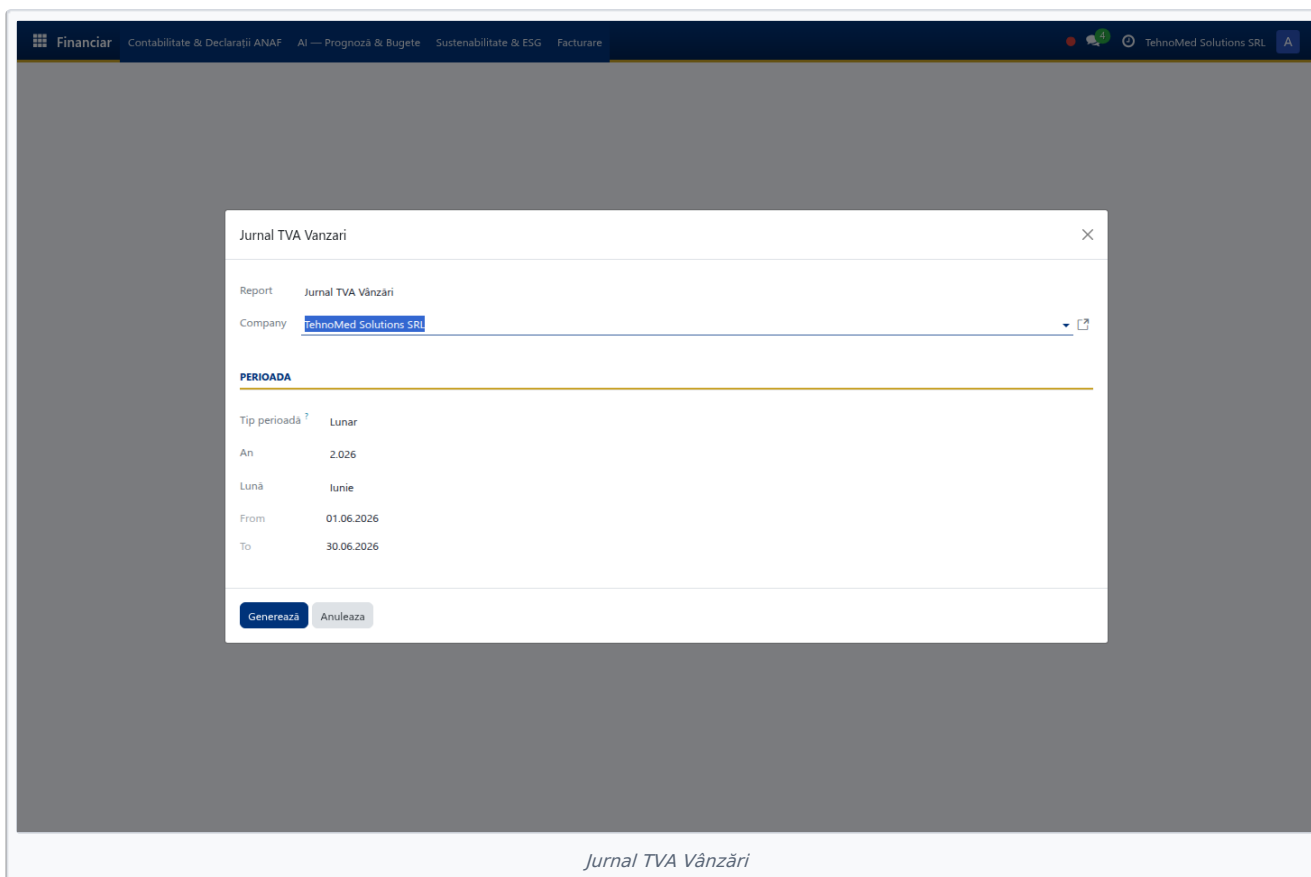 Financiar Contabilitate & Declarații ANAF AI — Prognoză & Bugete Sustenabilitate & ESG Facturare 4 TehnoMed Solutions SRL A
Jurnal TVA Vanzari
Report Jurnal TVA Vânzări
Company TehnoMed Solutions SRL
PERIOADA
Tip perioadă ? Lunar
An 2.026
Lună Iunie
From 01.06.2026
To 30.06.2026
Generează Anuleaza
Jurnal TVA Vânzări